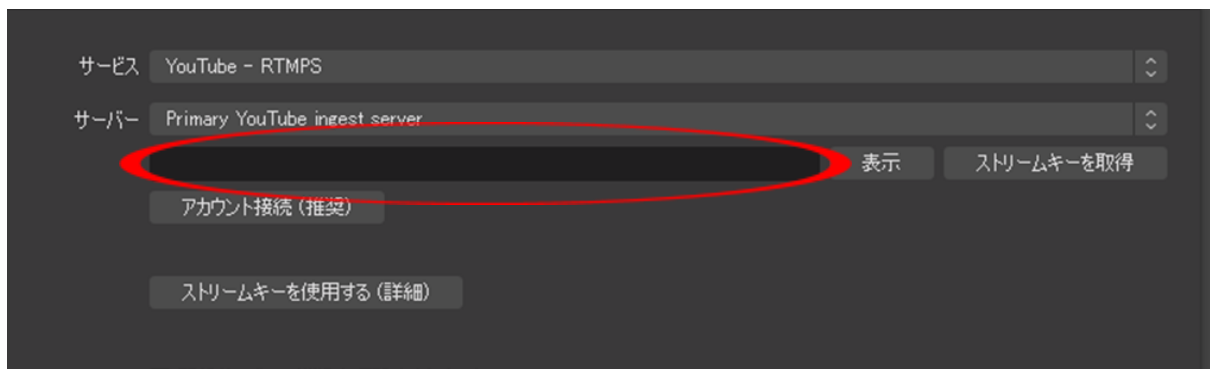 サービス YouTube - RTMPS
サーバー Primary YouTube ingest server
表示 ストリームキーを取得
アカウント接続 (推奨)
ストリームキーを使用する (詳細)